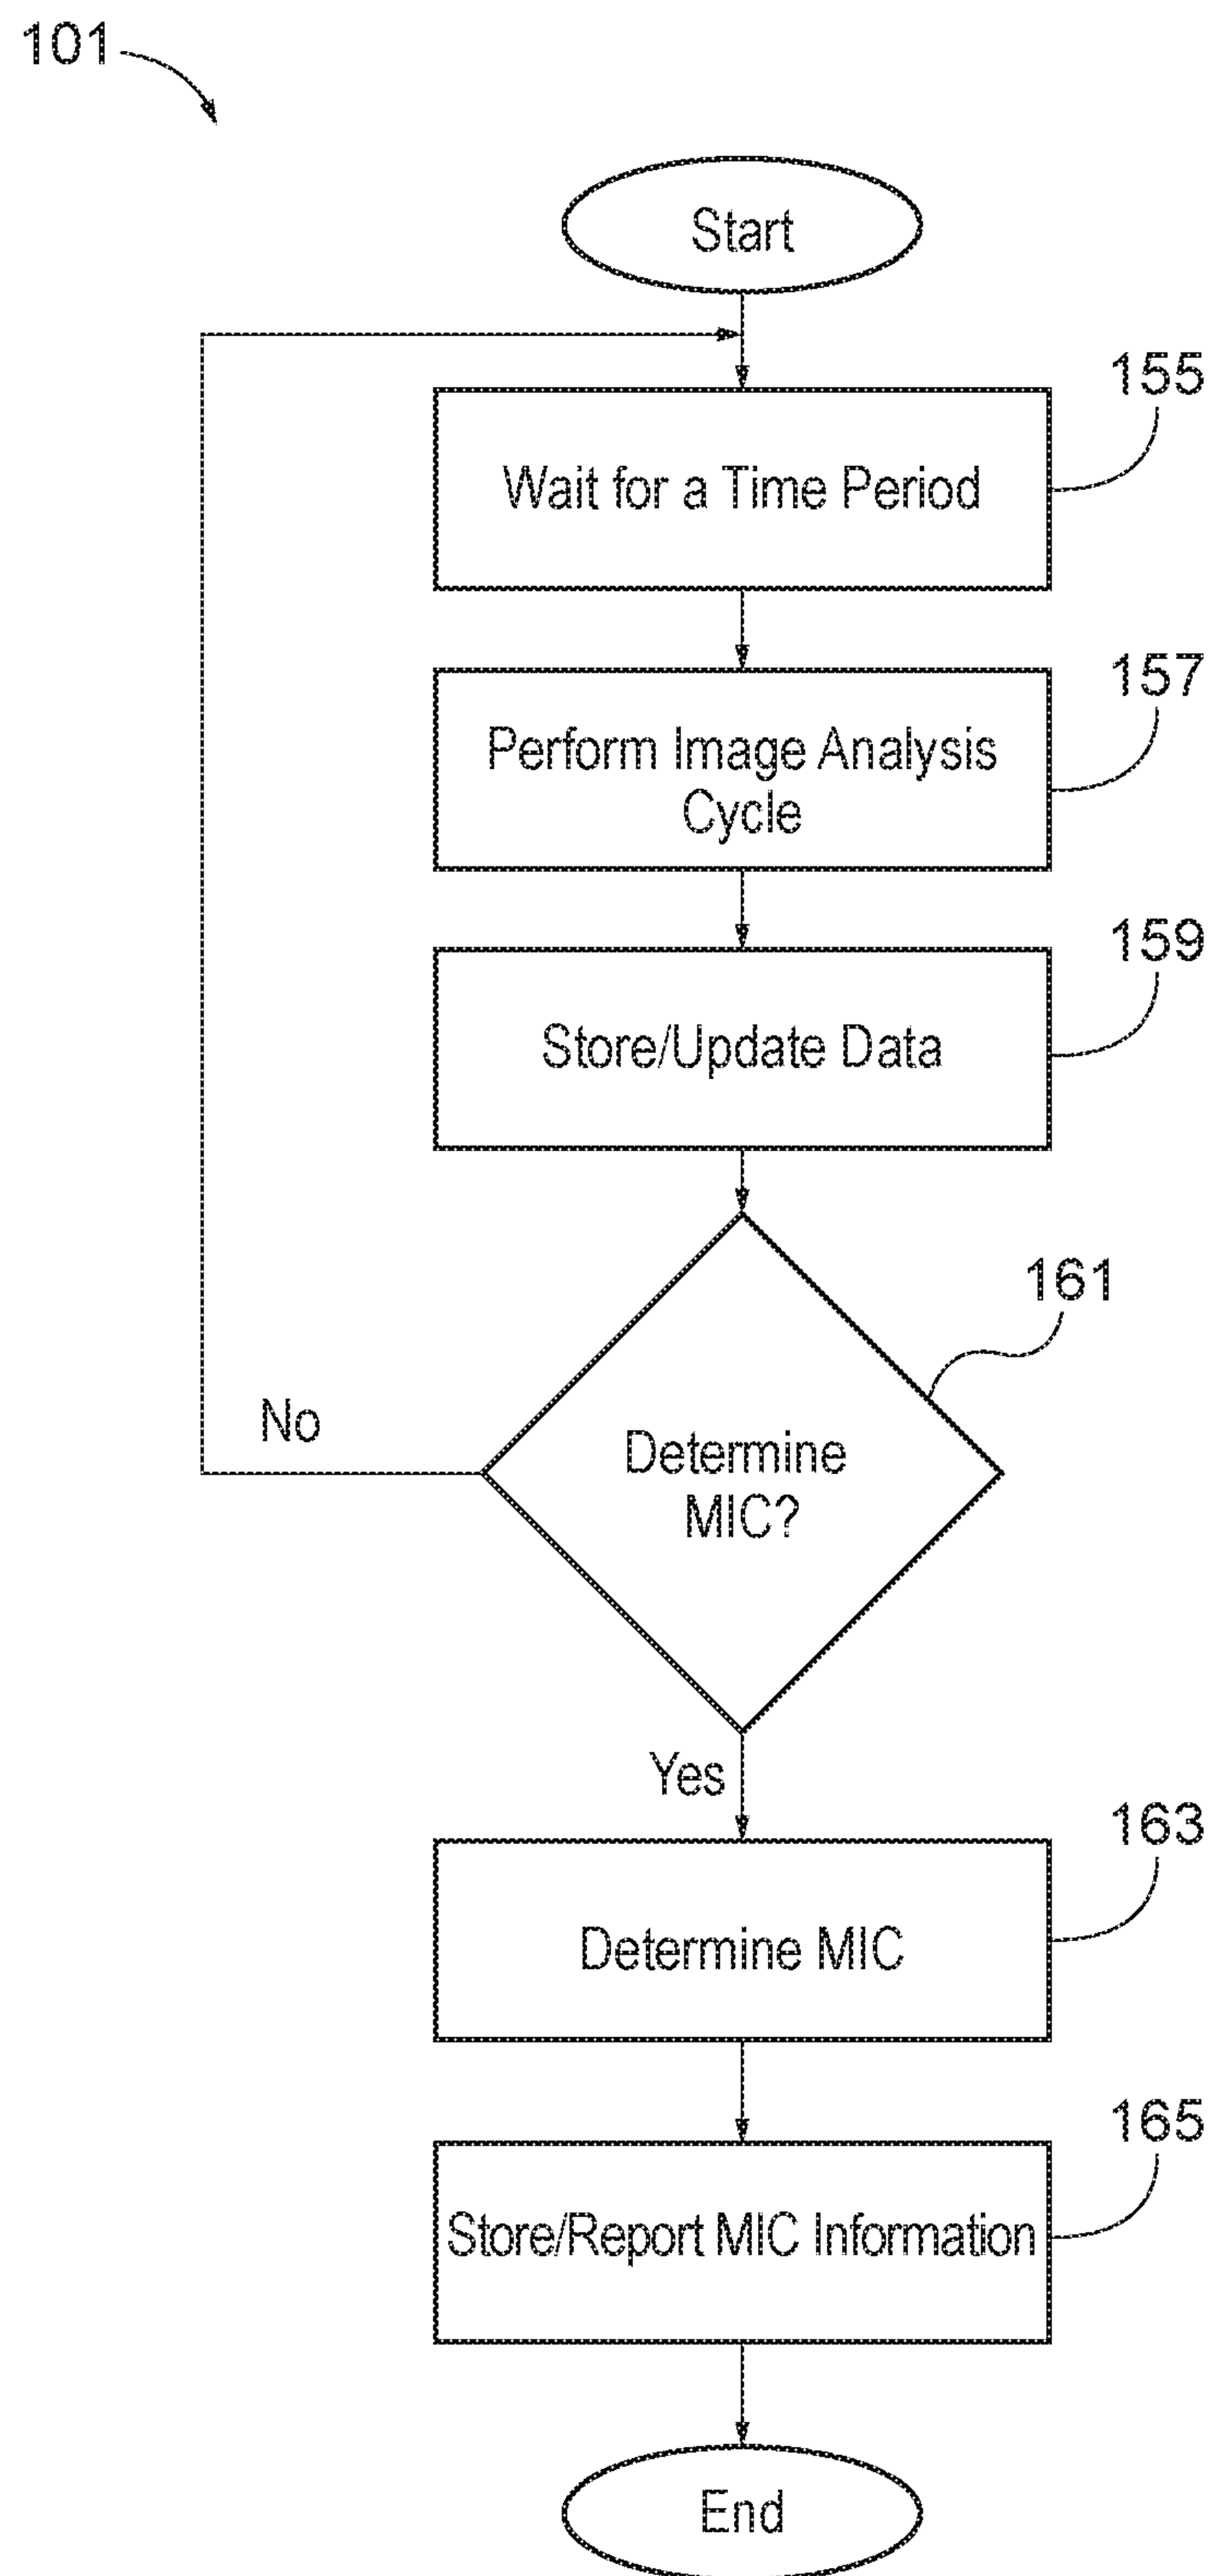 101
Start
155
Wait for a Time Period
157
Perform Image Analysis
Cycle
159
Store/Update Data
161
No
Determine
MIC?
Yes
163
Determine MIC
165
Store/Report MIC Information
End